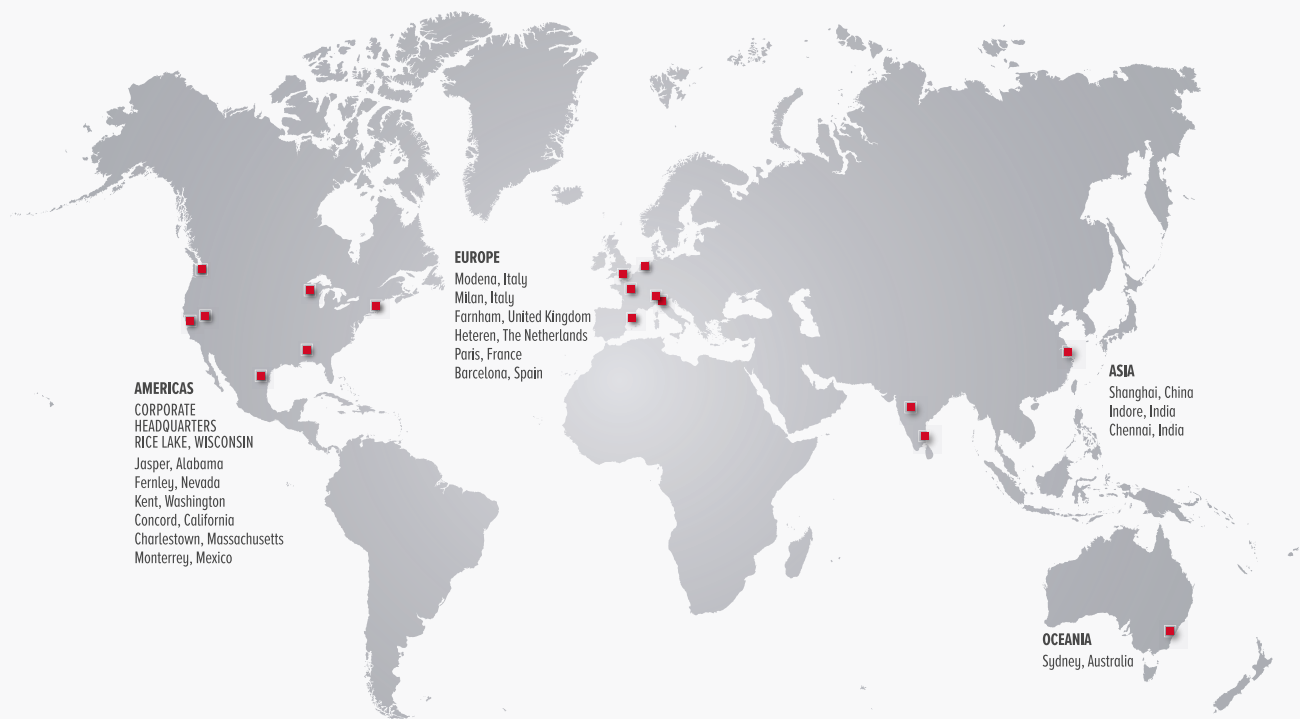 AMERICAS
CORPORATE
HEADQUARTERS
RICE LAKE, WISCONSIN
Jasper, Alabama
Fernley, Nevada
Kent, Washington
Concord, California
Charlestown, Massachusetts
Monterrey, Mexico
EUROPE
Modena, Italy
Milan, Italy
Farnham, United Kingdom
Heteren, The Netherlands
Paris, France
Barcelona, Spain
ASIA
Shanghai, China
Indore, India
Chennai, India
OCEANIA
Sydney, Australia